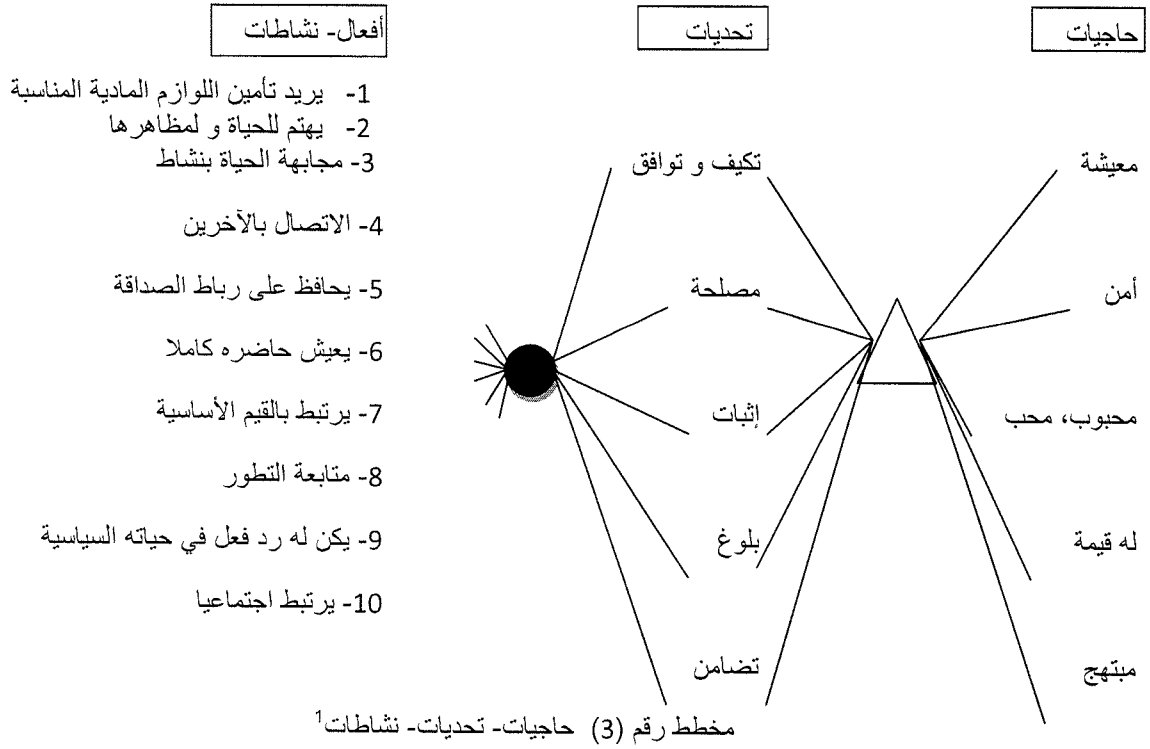 حاجيات
معيشة
أمن
محبوب، محب
له قيمة
مبتهج
تحديات
تكيف و توافق
مصلحة
إثبات
بلوغ
تضامن
أفعال- نشاطات
1- يريد تأمين اللوازم المادية المناسبة
2- يهتم للحياة و لمظاهرها
3- مجابهة الحياة بنشاط
4- الاتصال بالآخرين
5- يحافظ على رباط الصداقة
6- يعيش حاضره كاملا
7- يرتبط بالقيم الأساسية
8- متابعة التطور
9- يكن له رد فعل في حياته السياسية
10- يرتبط اجتماعيا
مخطط رقم (3) حاجيات- تحديات- نشاطات¹